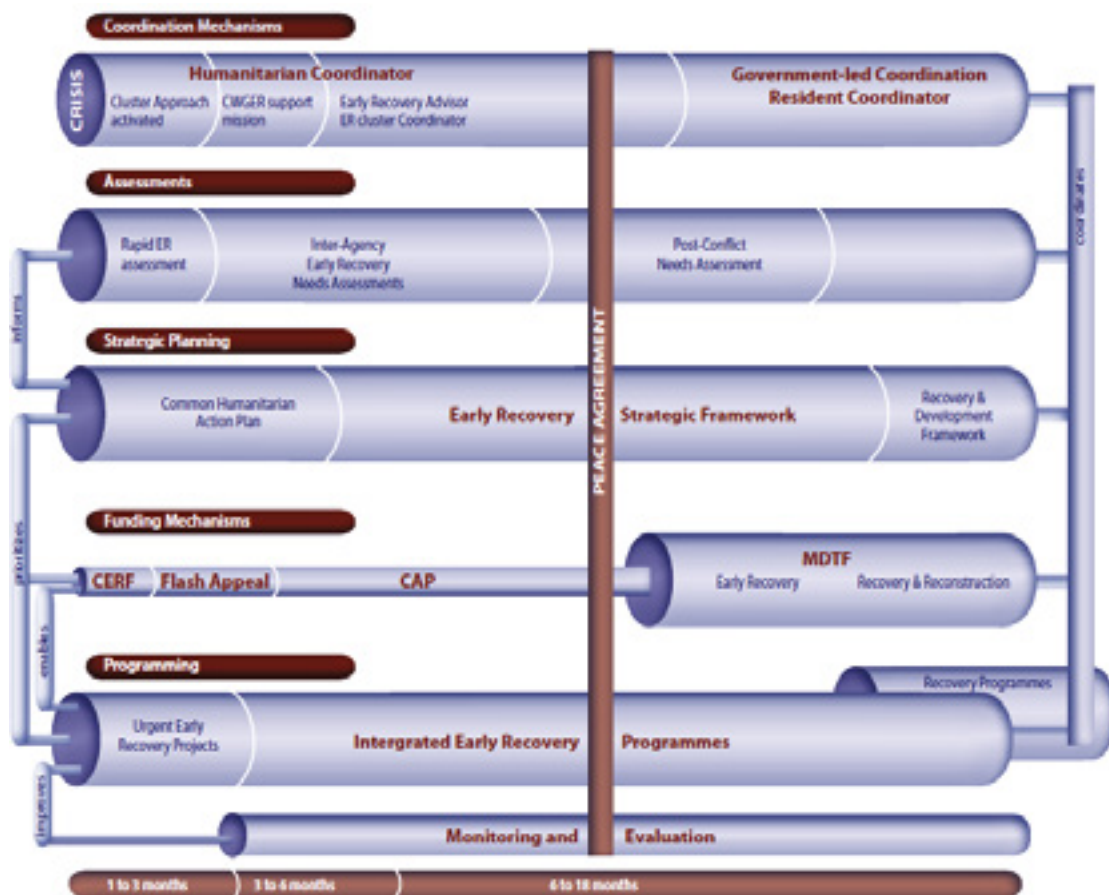 Coordination Mechanisms
CRISIS
Humanitarian Coordinator
Cluster Approach
activated
CWGER support
mission
Early Recovery Advisor
ER cluster Coordinator
Government-led Coordination
Resident Coordinator
coordinates
Assessments
Rapid ER
assessment
Inter-Agency
Early Recovery
Needs Assessments
Post-Conflict
Needs Assessment
informs
PEACE AGREEMENT
Strategic Planning
Common Humanitarian
Action Plan
Early Recovery Strategic Framework
Recovery &
Development
Framework
prioritizes
Funding Mechanisms
CERF
Flash Appeal
CAP
MDTF
Early Recovery
Recovery & Reconstruction
enables
Programming
Recovery Programmes
Urgent Early
Recovery Projects
Intergrated Early Recovery Programmes
improves
Monitoring and Evaluation
1 to 3 months
3 to 6 months
6 to 18 months